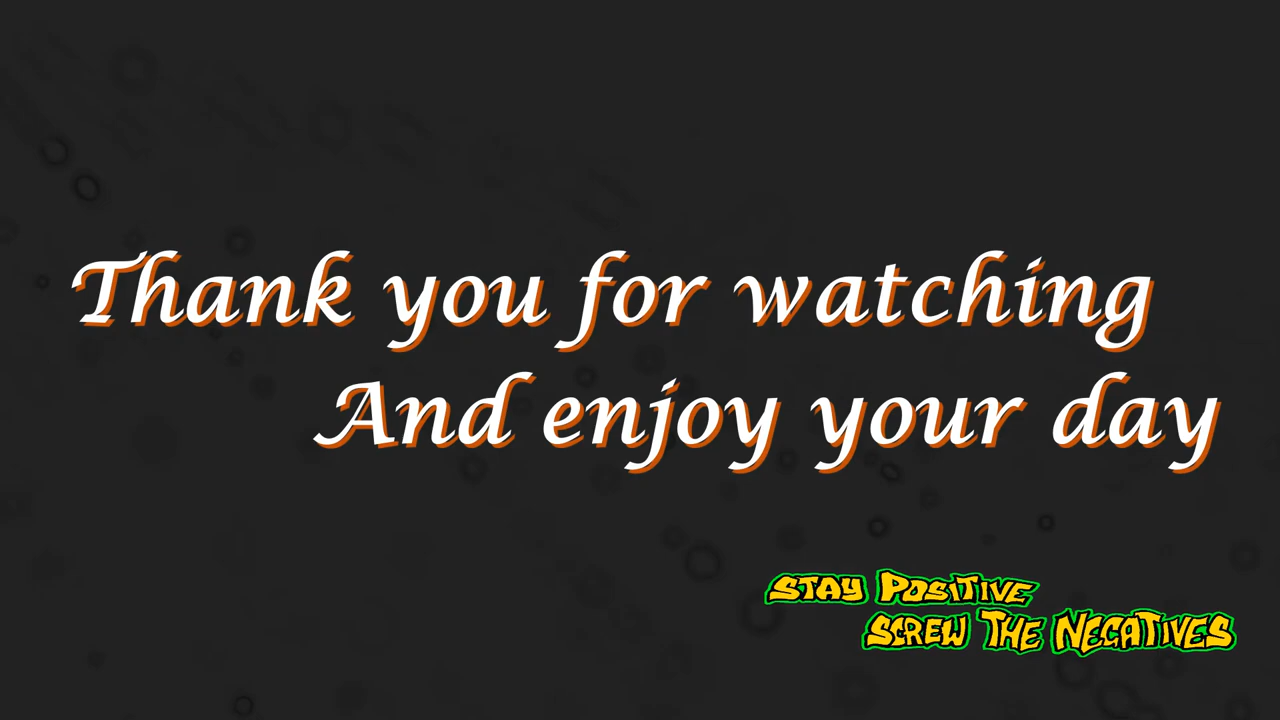 Thank you for watching
And enjoy your day
STAY POSITIVE
SCREW THE NEGATIVES